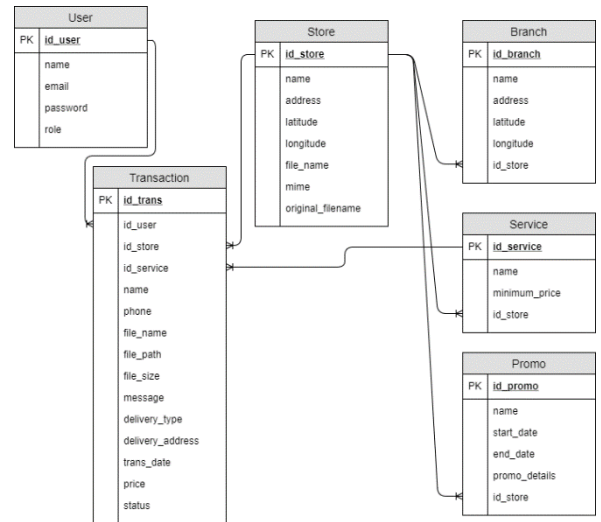 User
PK id_user
name
email
password
role
Transaction
PK id_trans
id_user
id_store
id_service
name
phone
file_name
file_path
file_size
message
delivery_type
delivery_address
trans_date
price
status
Store
PK id_store
name
address
latitude
longitude
file_name
mime
original_filename
Branch
PK id_branch
name
address
latitude
longitude
id_store
Service
PK id_service
name
minimum_price
id_store
Promo
PK id_promo
name
start_date
end_date
promo_details
id_store